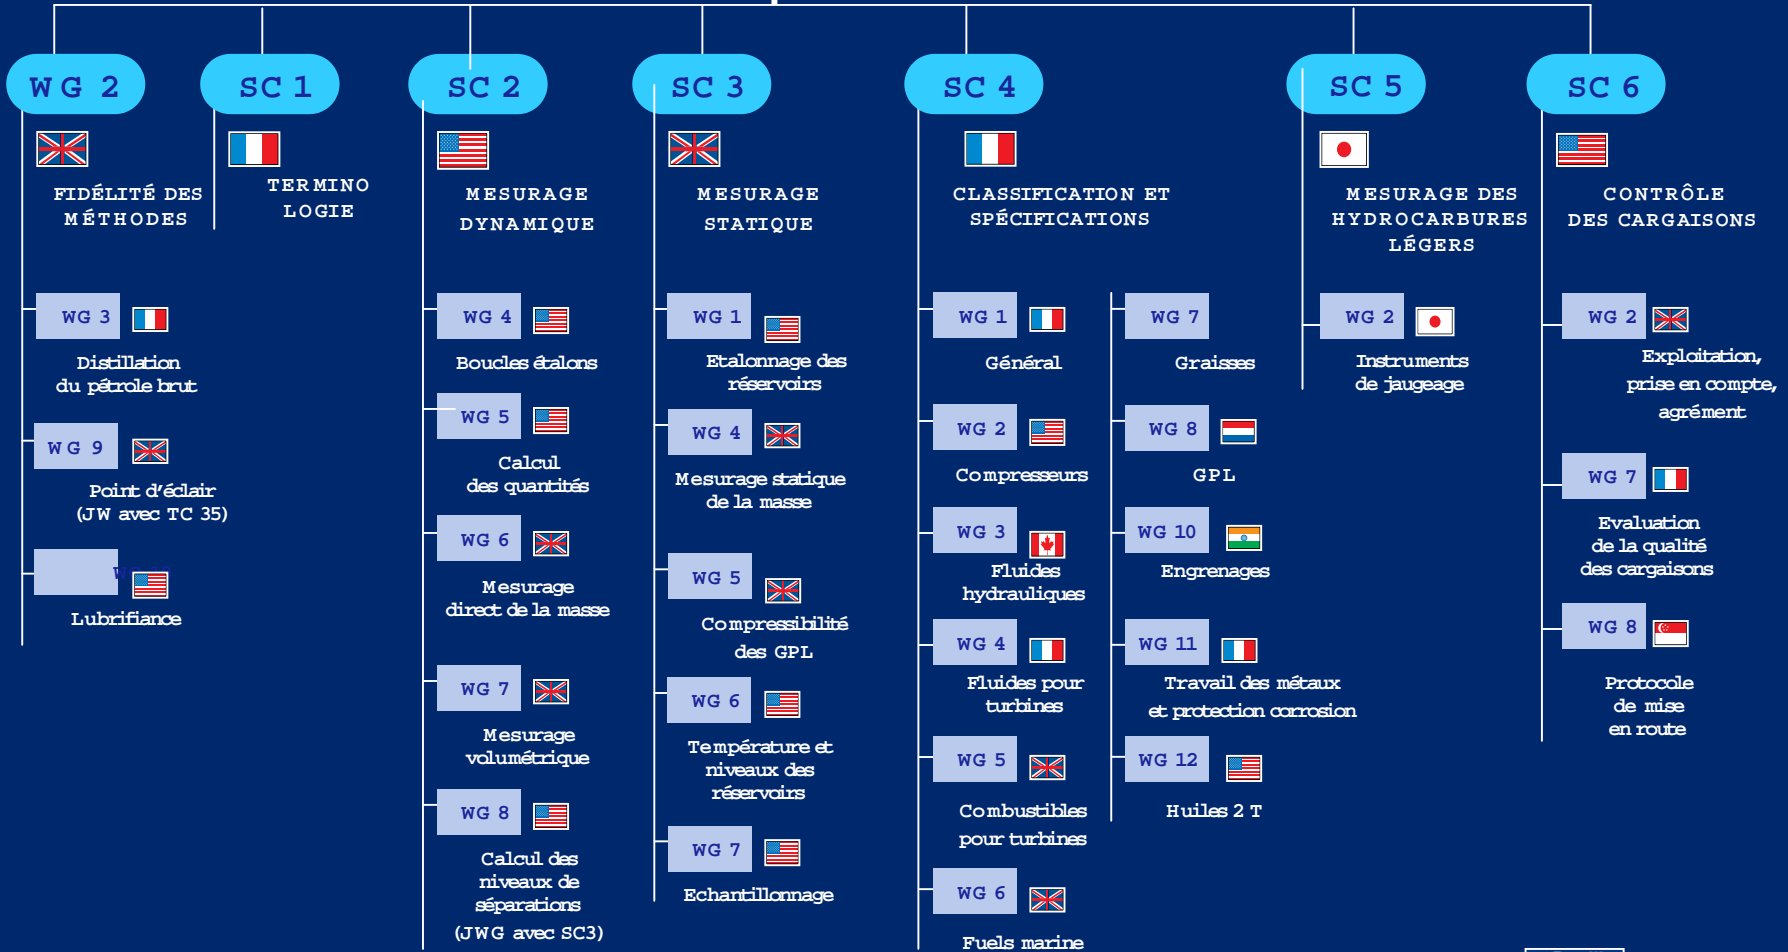 WG 2
FIDÉLITÉ DES
MÉTHODES
WG 3
Distillation
du pétrole brut
WG 9
Point d’éclair
(JW avec TC 35)
Lubrifiance
SC 1
TERMINO
LOGIE
SC 2
MESURAGE
DYNAMIQUE
WG 4
Boucles étalons
WG 5
Calcul
des quantités
WG 6
Mesurage
direct de la masse
WG 7
Mesurage
volumétrique
WG 8
Calcul des
niveaux de
séparations
(JWG avec SC3)
SC 3
MESURAGE
STATIQUE
WG 1
Etalonnage des
réservoirs
WG 4
Mesurage statique
de la masse
WG 5
Compressibilité
des GPL
WG 6
Température et
niveaux des
réservoirs
WG 7
Echantillonnage
SC 4
CLASSIFICATION ET
SPÉCIFICATIONS
WG 1
Général
WG 2
Compresseurs
WG 3
Fluides
hydrauliques
WG 4
Fluides pour
turbines
WG 5
Combustibles
pour turbines
WG 6
Fuels marine
WG 7
Graisses
WG 8
GPL
WG 10
Engrenages
WG 11
Travail des métaux
et protection corrosion
WG 12
Huiles 2 T
SC 5
MESURAGE DES
HYDROCARBURES
LÉGERS
WG 2
Instruments
de jaugeage
SC 6
CONTRÔLE
DES CARGAISONS
WG 2
Exploitation,
prise en compte,
agrément
WG 7
Evaluation
de la qualité
des cargaisons
WG 8
Protocole
de mise
en route